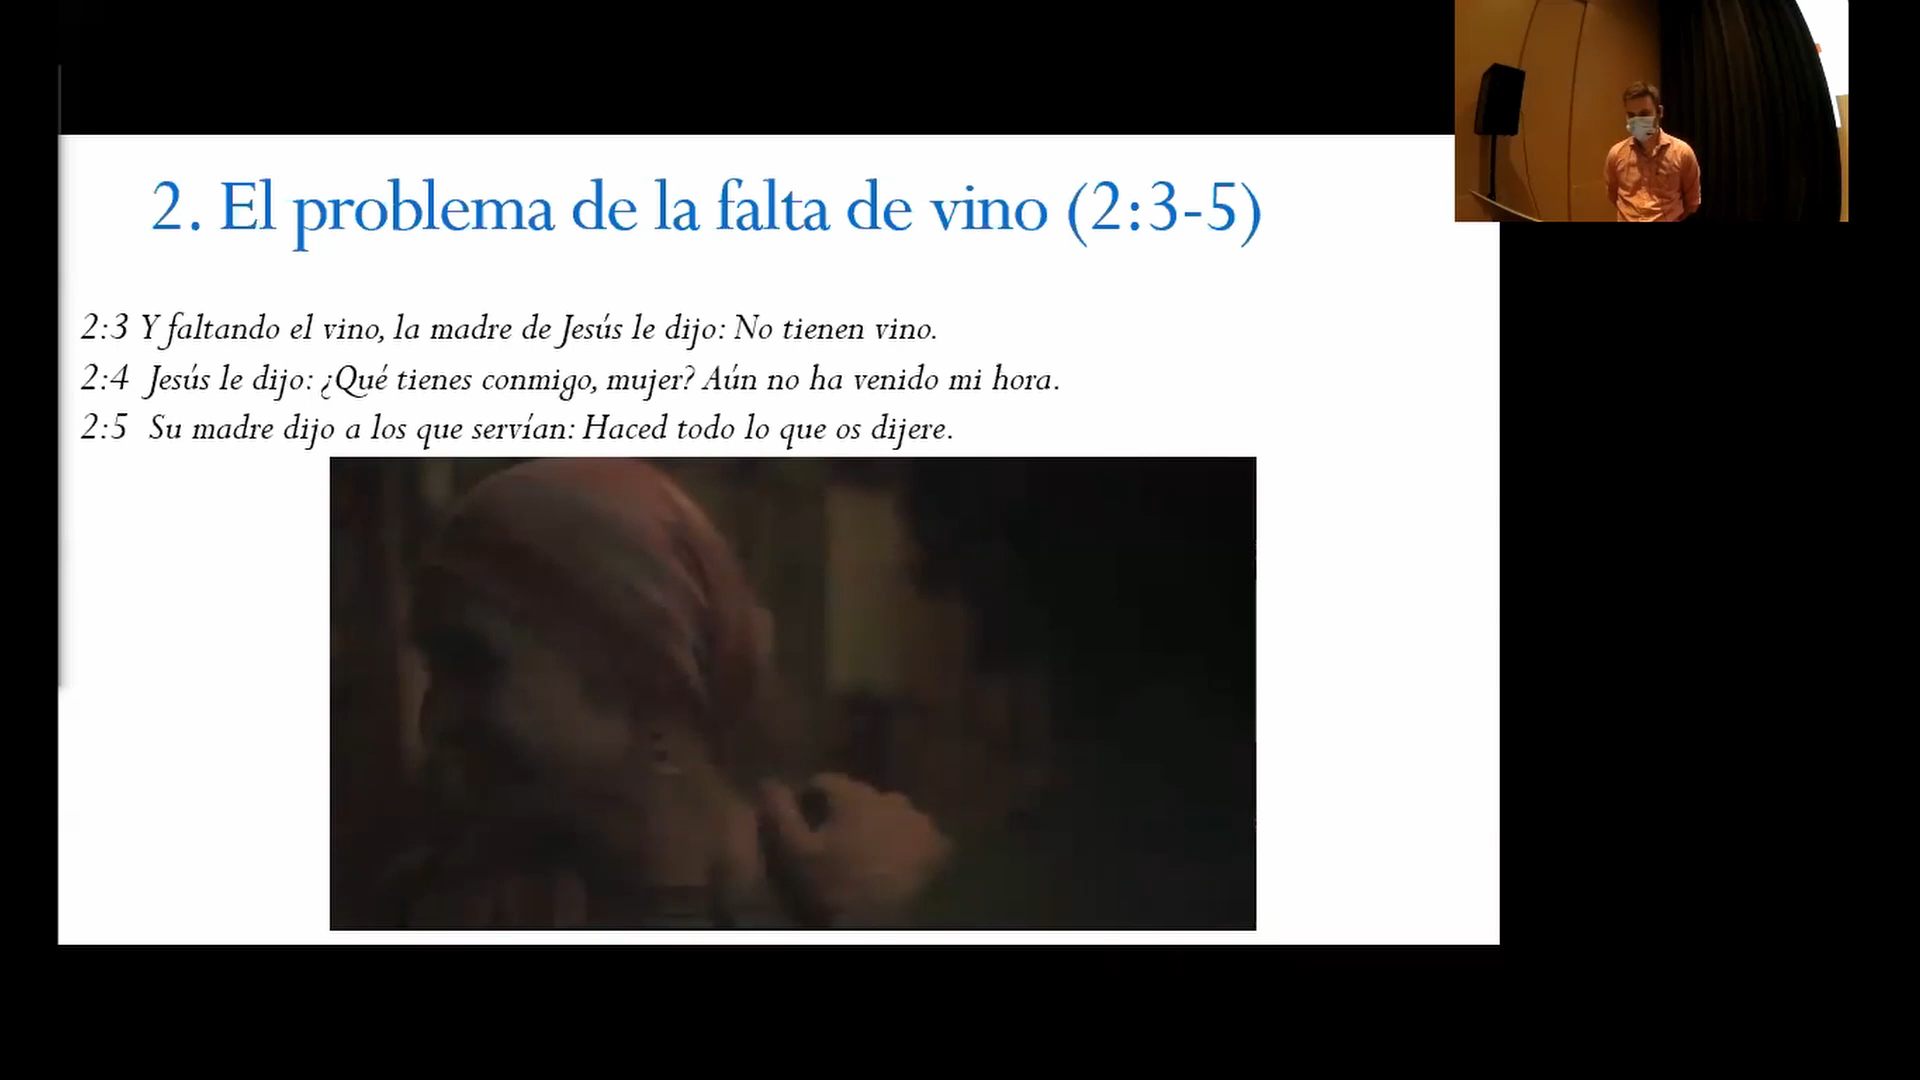 2. El problema de la falta de vino (2:3-5)
2:3 Y faltando el vino, la madre de Jesús le dijo: No tienen vino.
2:4 Jesús le dijo: ¿Qué tienes conmigo, mujer? Aún no ha venido mi hora.
2:5 Su madre dijo a los que servían: Haced todo lo que os dijere.